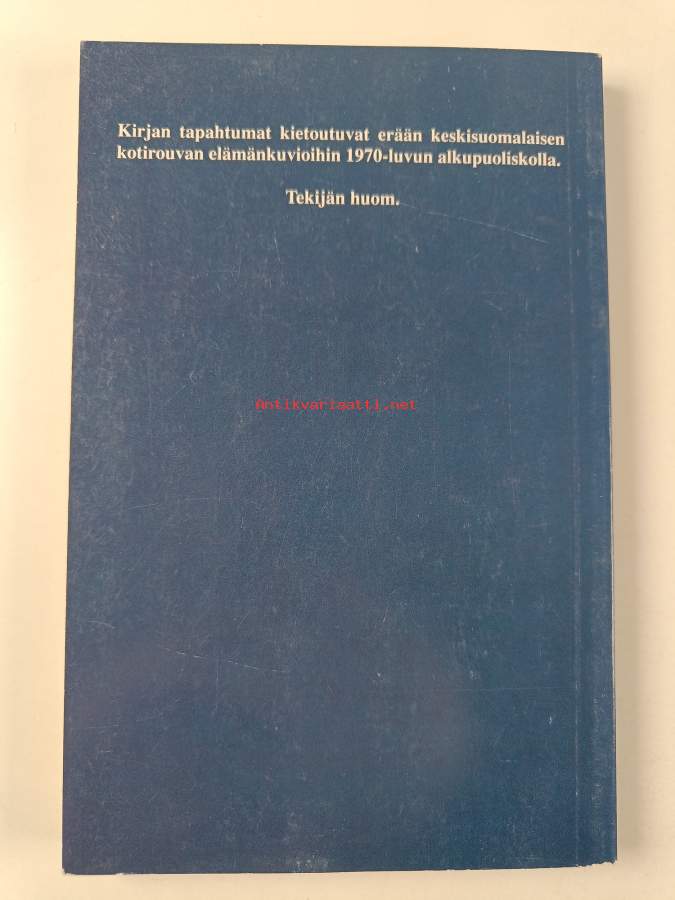 Kirjan tapahtumat kietoutuvat erään keskisuomalaisen
kotirouvan elämänkuvioihin 1970-luvun alkupuoliskolla.
Tekijän huom.
Antikvariaatti.net